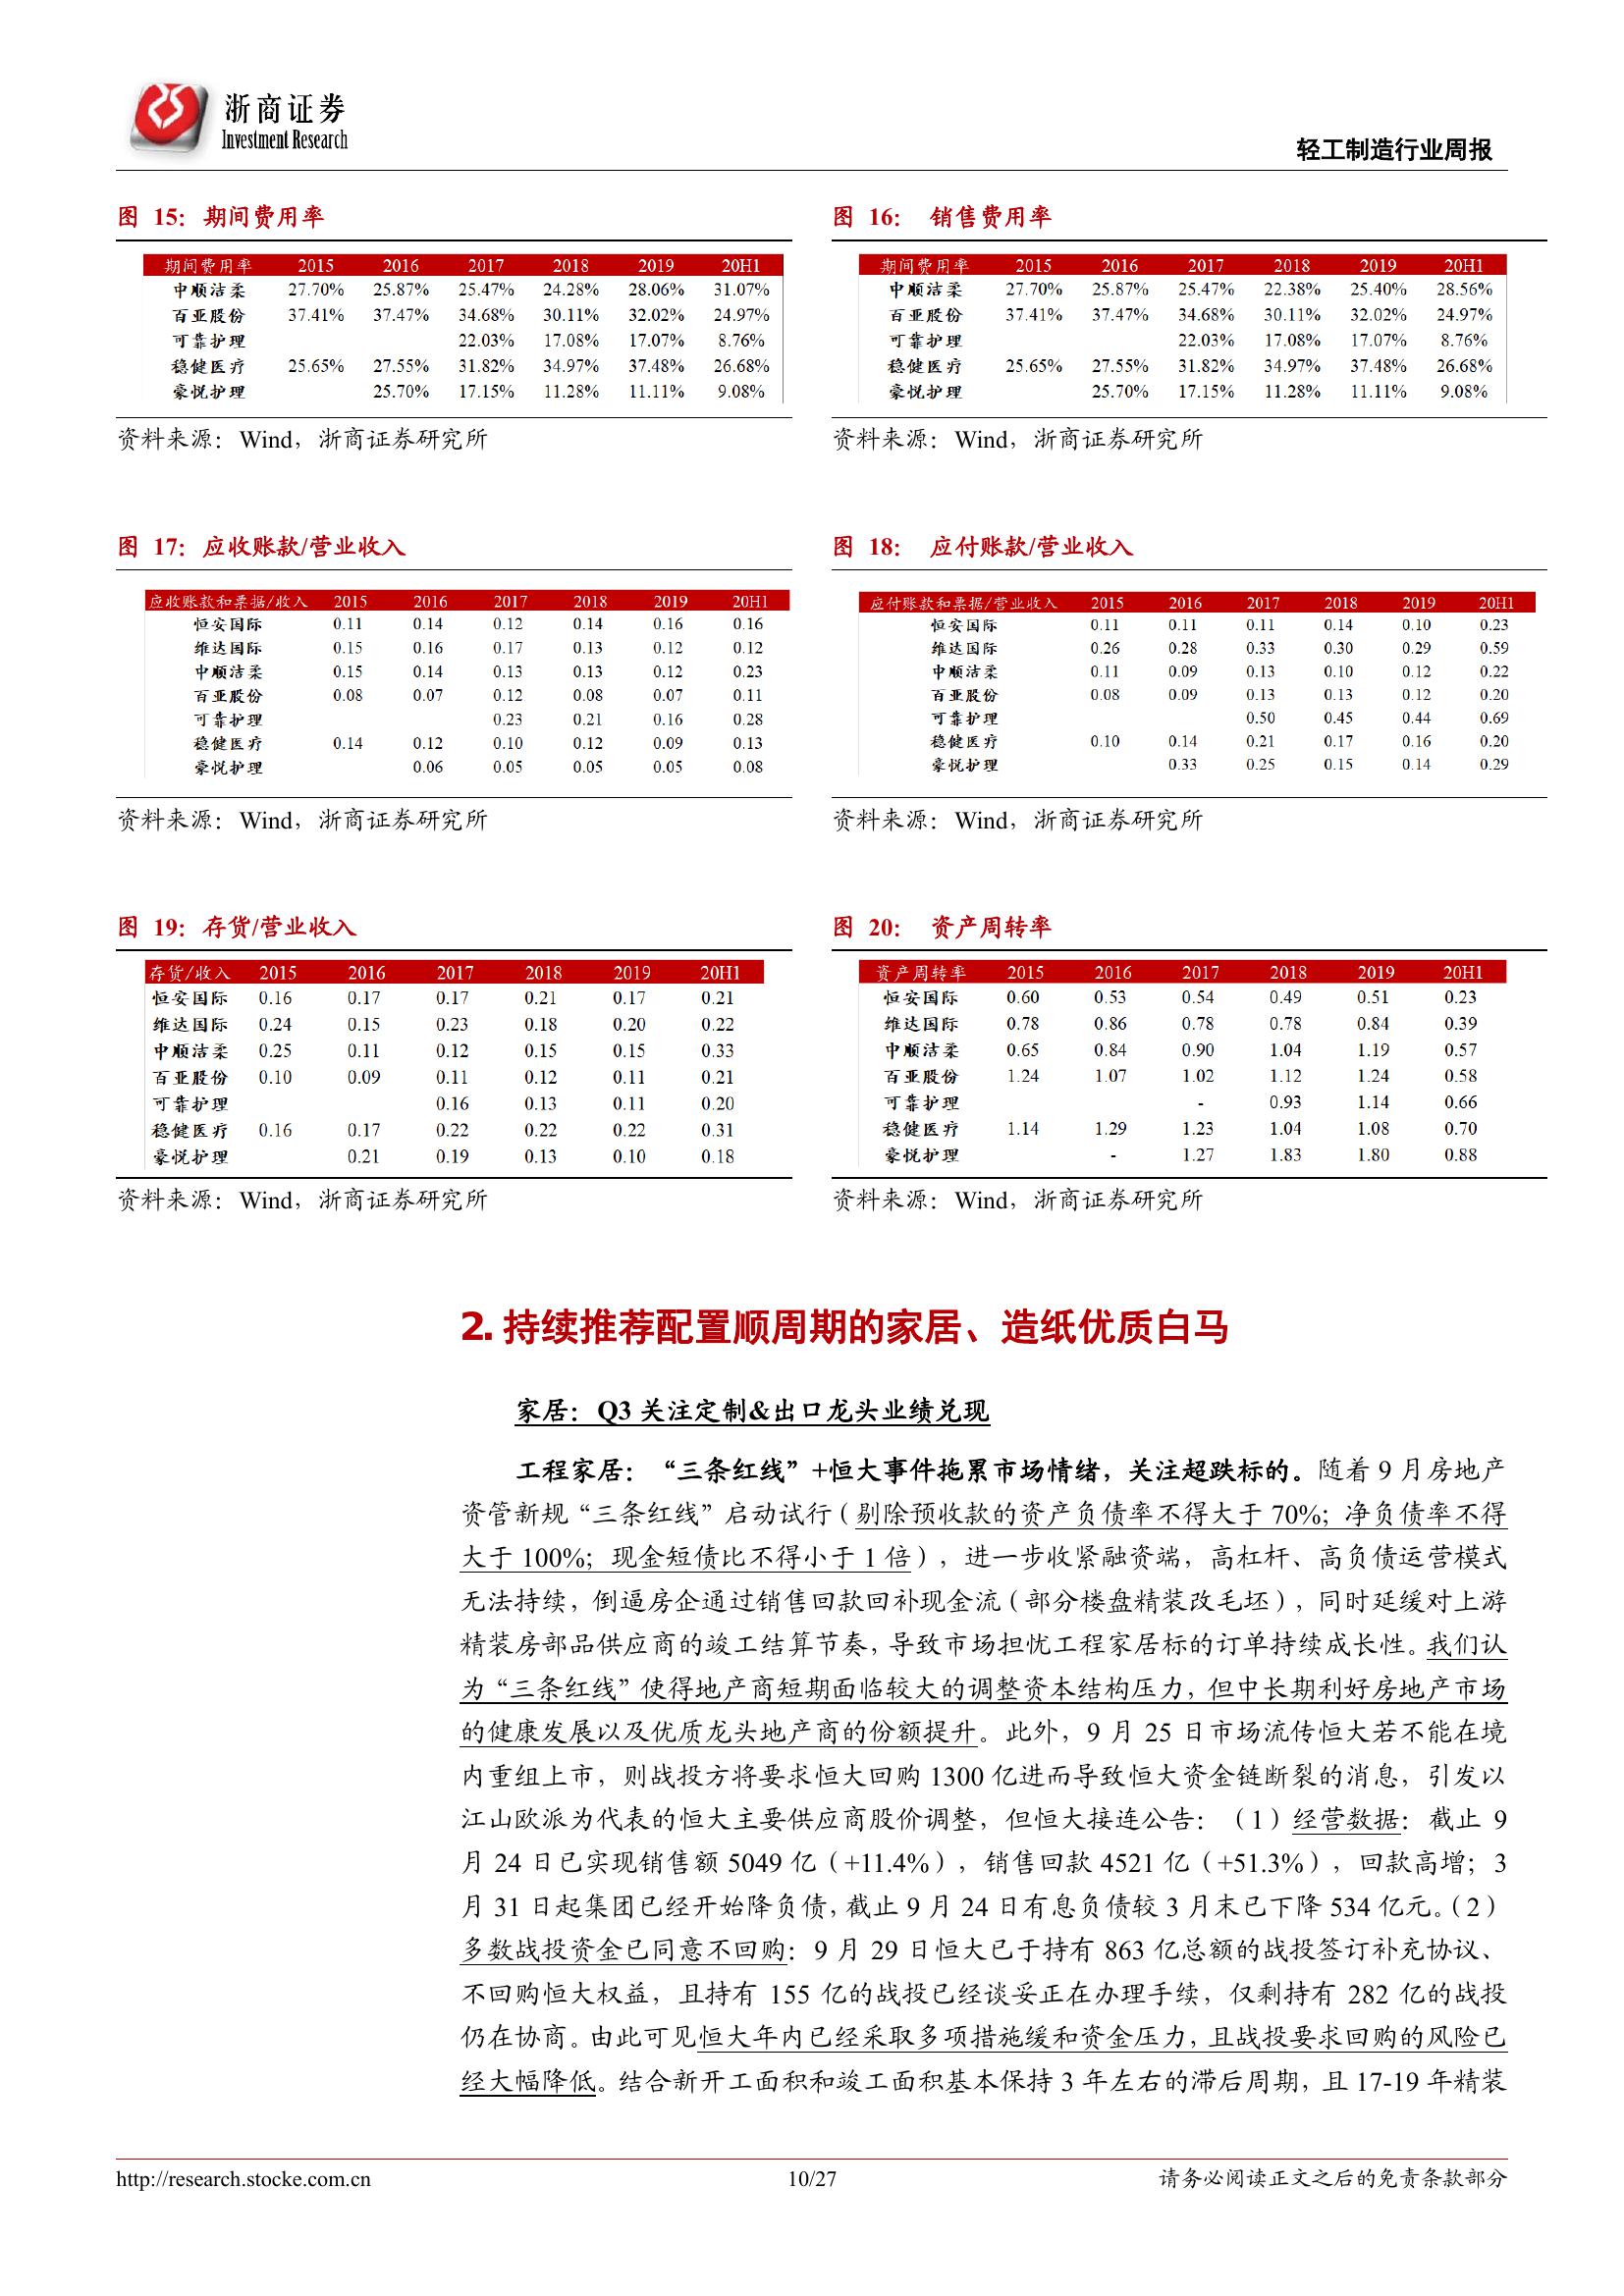 浙商证券
Investment Research
轻工制造行业周报
图 15：期间费用率
期间费用率 2015 2016 2017 2018 2019 20H1
中顺洁柔 27.70% 25.87% 25.47% 24.28% 28.06% 31.07%
百亚股份 37.41% 37.47% 34.68% 30.11% 32.02% 24.97%
可靠护理 22.03% 17.08% 17.07% 8.76%
稳健医疗 25.65% 27.55% 31.82% 34.97% 37.48% 26.68%
豪悦护理 25.70% 17.15% 11.28% 11.11% 9.08%
资料来源：Wind，浙商证券研究所
图 16： 销售费用率
期间费用率 2015 2016 2017 2018 2019 20H1
中顺洁柔 27.70% 25.87% 25.47% 22.38% 25.40% 28.56%
百亚股份 37.41% 37.47% 34.68% 30.11% 32.02% 24.97%
可靠护理 22.03% 17.08% 17.07% 8.76%
稳健医疗 25.65% 27.55% 31.82% 34.97% 37.48% 26.68%
豪悦护理 25.70% 17.15% 11.28% 11.11% 9.08%
资料来源：Wind，浙商证券研究所
图 17：应收账款/营业收入
应收账款和票据/收入 2015 2016 2017 2018 2019 20H1
恒安国际 0.11 0.14 0.12 0.14 0.16 0.16
维达国际 0.15 0.16 0.17 0.13 0.12 0.12
中顺洁柔 0.15 0.14 0.13 0.13 0.12 0.23
百亚股份 0.08 0.07 0.12 0.08 0.07 0.11
可靠护理 0.23 0.21 0.16 0.28
稳健医疗 0.14 0.12 0.10 0.12 0.09 0.13
豪悦护理 0.06 0.05 0.05 0.05 0.08
资料来源：Wind，浙商证券研究所
图 18： 应付账款/营业收入
应付账款和票据/营业收入 2015 2016 2017 2018 2019 20H1
恒安国际 0.11 0.11 0.11 0.14 0.10 0.23
维达国际 0.26 0.28 0.33 0.30 0.29 0.59
中顺洁柔 0.11 0.09 0.13 0.10 0.12 0.22
百亚股份 0.08 0.09 0.13 0.13 0.12 0.20
可靠护理 0.50 0.45 0.44 0.69
稳健医疗 0.10 0.14 0.21 0.17 0.16 0.20
豪悦护理 0.33 0.25 0.15 0.14 0.29
资料来源：Wind，浙商证券研究所
图 19：存货/营业收入
存货/收入 2015 2016 2017 2018 2019 20H1
恒安国际 0.16 0.17 0.17 0.21 0.17 0.21
维达国际 0.24 0.15 0.23 0.18 0.20 0.22
中顺洁柔 0.25 0.11 0.12 0.15 0.15 0.33
百亚股份 0.10 0.09 0.11 0.12 0.11 0.21
可靠护理 0.16 0.13 0.11 0.20
稳健医疗 0.16 0.17 0.22 0.22 0.22 0.31
豪悦护理 0.21 0.19 0.13 0.10 0.18
资料来源：Wind，浙商证券研究所
图 20： 资产周转率
资产周转率 2015 2016 2017 2018 2019 20H1
恒安国际 0.60 0.53 0.54 0.49 0.51 0.23
维达国际 0.78 0.86 0.78 0.78 0.84 0.39
中顺洁柔 0.65 0.84 0.90 1.04 1.19 0.57
百亚股份 1.24 1.07 1.02 1.12 1.24 0.58
可靠护理 - 0.93 1.14 0.66
稳健医疗 1.14 1.29 1.23 1.04 1.08 0.70
豪悦护理 - 1.27 1.83 1.80 0.88
资料来源：Wind，浙商证券研究所
2. 持续推荐配置顺周期的家居、造纸优质白马
家居：Q3 关注定制&出口龙头业绩兑现
工程家居：“三条红线”+恒大事件拖累市场情绪，关注超跌标的。随着 9 月房地产
资管新规“三条红线”启动试行（剔除预收款的资产负债率不得大于 70%；净负债率不得
大于 100%；现金短债比不得小于 1 倍），进一步收紧融资端，高杠杆、高负债运营模式
无法持续，倒逼房企通过销售回款回补现金流（部分楼盘精装改毛坯），同时延缓对上游
精装房部品供应商的竣工结算节奏，导致市场担忧工程家居标的订单持续成长性。我们认
为“三条红线”使得地产商短期面临较大的调整资本结构压力，但中长期利好房地产市场
的健康发展以及优质龙头地产商的份额提升。此外，9 月 25 日市场流传恒大若不能在境
内重组上市，则战投方将要求恒大回购 1300 亿进而导致恒大资金链断裂的消息，引发以
江山欧派为代表的恒大主要供应商股价调整，但恒大接连公告：（1）经营数据：截止 9
月 24 日已实现销售额 5049 亿（+11.4%），销售回款 4521 亿（+51.3%），回款高增；3
月 31 日起集团已经开始降负债，截止 9 月 24 日有息负债较 3 月末已下降 534 亿元。（2）
多数战投资金已同意不回购：9 月 29 日恒大已于持有 863 亿总额的战投签订补充协议、
不回购恒大权益，且持有 155 亿的战投已经谈妥正在办理手续，仅剩持有 282 亿的战投
仍在协商。由此可见恒大年内已经采取多项措施缓和资金压力，且战投要求回购的风险已
经大幅降低。结合新开工面积和竣工面积基本保持 3 年左右的滞后周期，且 17-19 年精装
http://research.stocke.com.cn
10/27
请务必阅读正文之后的免责条款部分